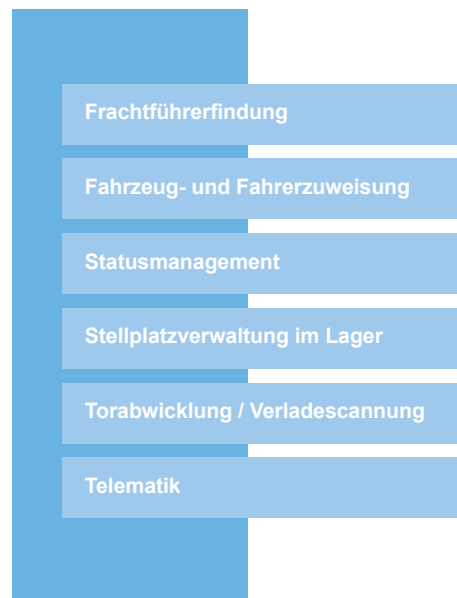 Frachtführerfindung
Fahrzeug- und Fahrerzuweisung
Statusmanagement
Stellplatzverwaltung im Lager
Torabwicklung / Verladescannung
Telematik